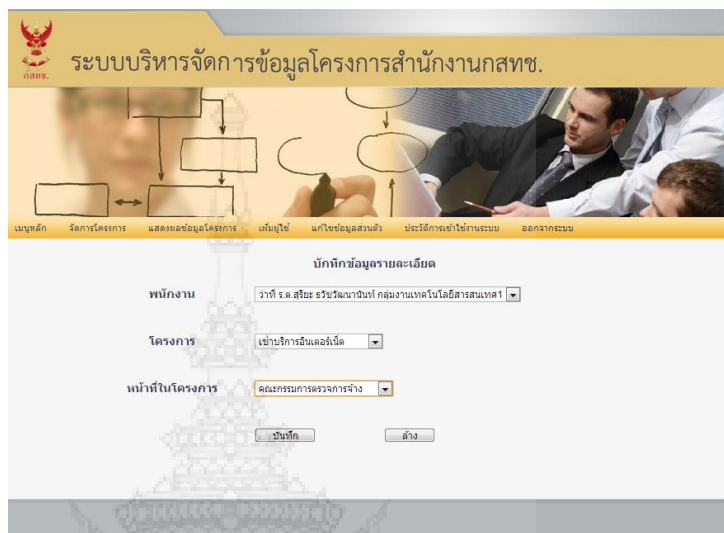 กสทช.
ระบบบริหารจัดการข้อมูลโครงการสำนักงานกสทช.
เมนูหลัก จัดการโครงการ แสดงผลข้อมูลโครงการ เพิ่มผู้ใช้ แก้ไขข้อมูลส่วนตัว ประวัติการเข้าใช้งานระบบ ออกจากระบบ
บักทึกข้อมูลรายละเอียด
พนักงาน ว่าที่ ร.ต.สุริยะ ธวัชวัฒนานันท์ กลุ่มงานเทคโนโลยีสารสนเทศ1
โครงการ เช่าบริการอินเตอร์เน็ต
หน้าที่ในโครงการ คณะกรรมการตรวจการจ้าง
บันทึก ล้าง